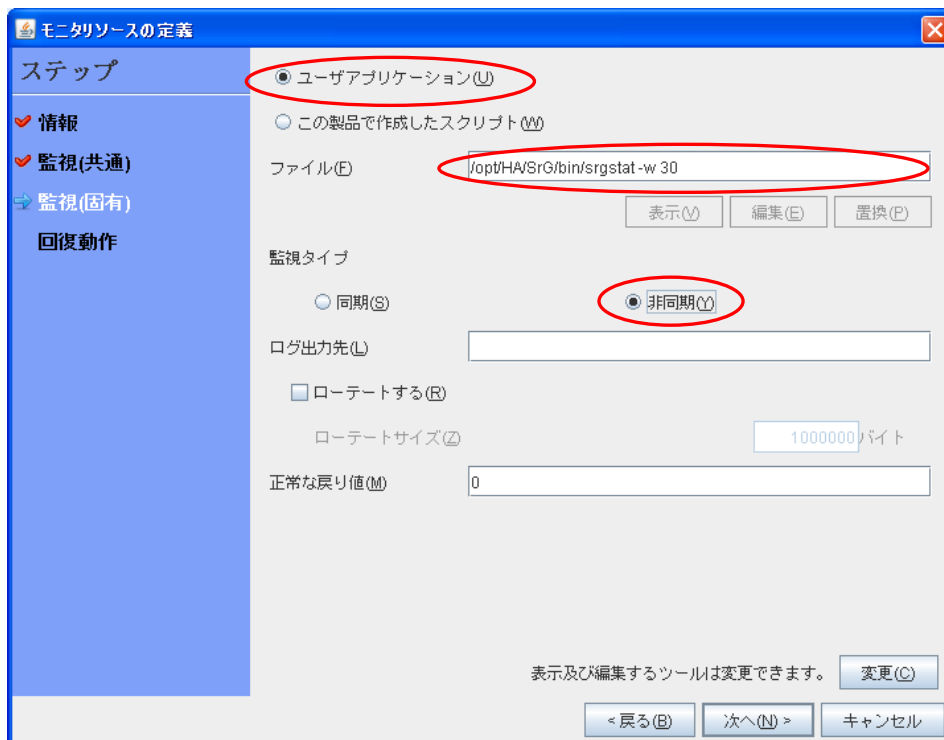 モニタリソースの定義
ステップ
情報
監視(共通)
監視(固有)
回復動作
ユーザアプリケーション(U)
この製品で作成したスクリプト(W)
ファイル(F) /opt/HA/SrG/bin/srgstat -w 30
表示(V) 編集(E) 置換(P)
監視タイプ
同期(S) 非同期(Y)
ログ出力先(L)
ローテートする(R)
ローテートサイズ(Z) 1000000 バイト
正常な戻り値(M) 0
表示及び編集するツールは変更できます。 変更(C)
<戻る(B) 次へ(N)> キャンセル